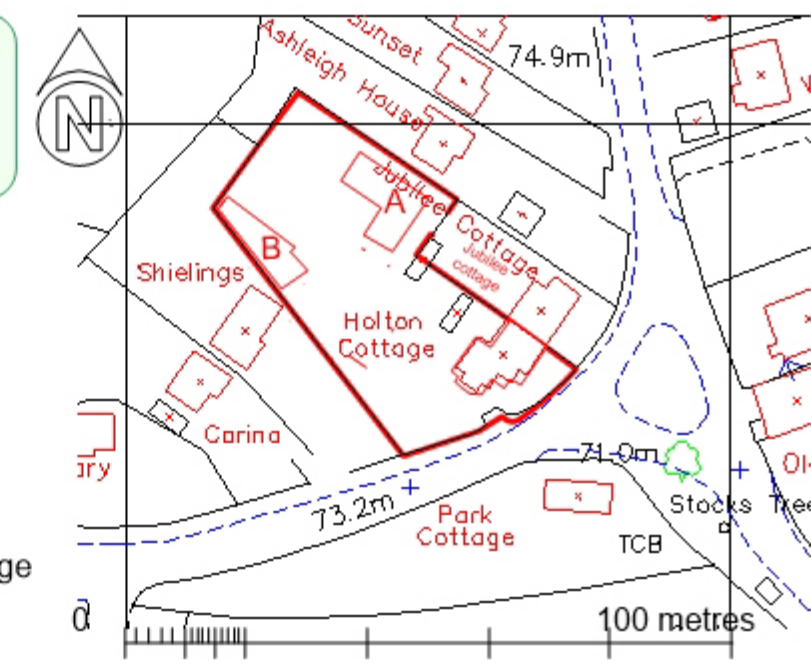 Sunset
74.9m
Ashleigh House
N
Jubilee
Cottage
A
Jubilee
cottage
B
Shielings
Holton
Cottage
Carina
ary
71.0m
Ol
Stocks Tree
73.2m
Park
Cottage
TCB
ge
0
100 metres